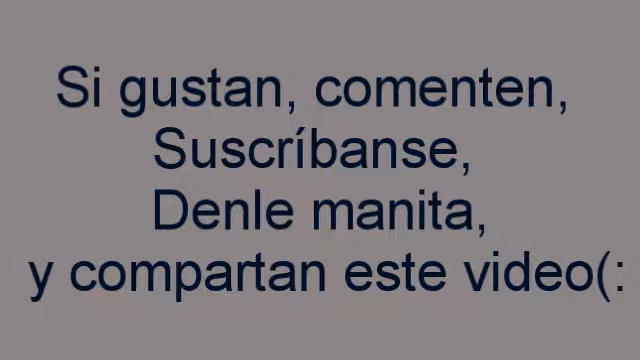 Si gustan, comenten,
Suscríbanse,
Denle manita,
y compartan este video(: